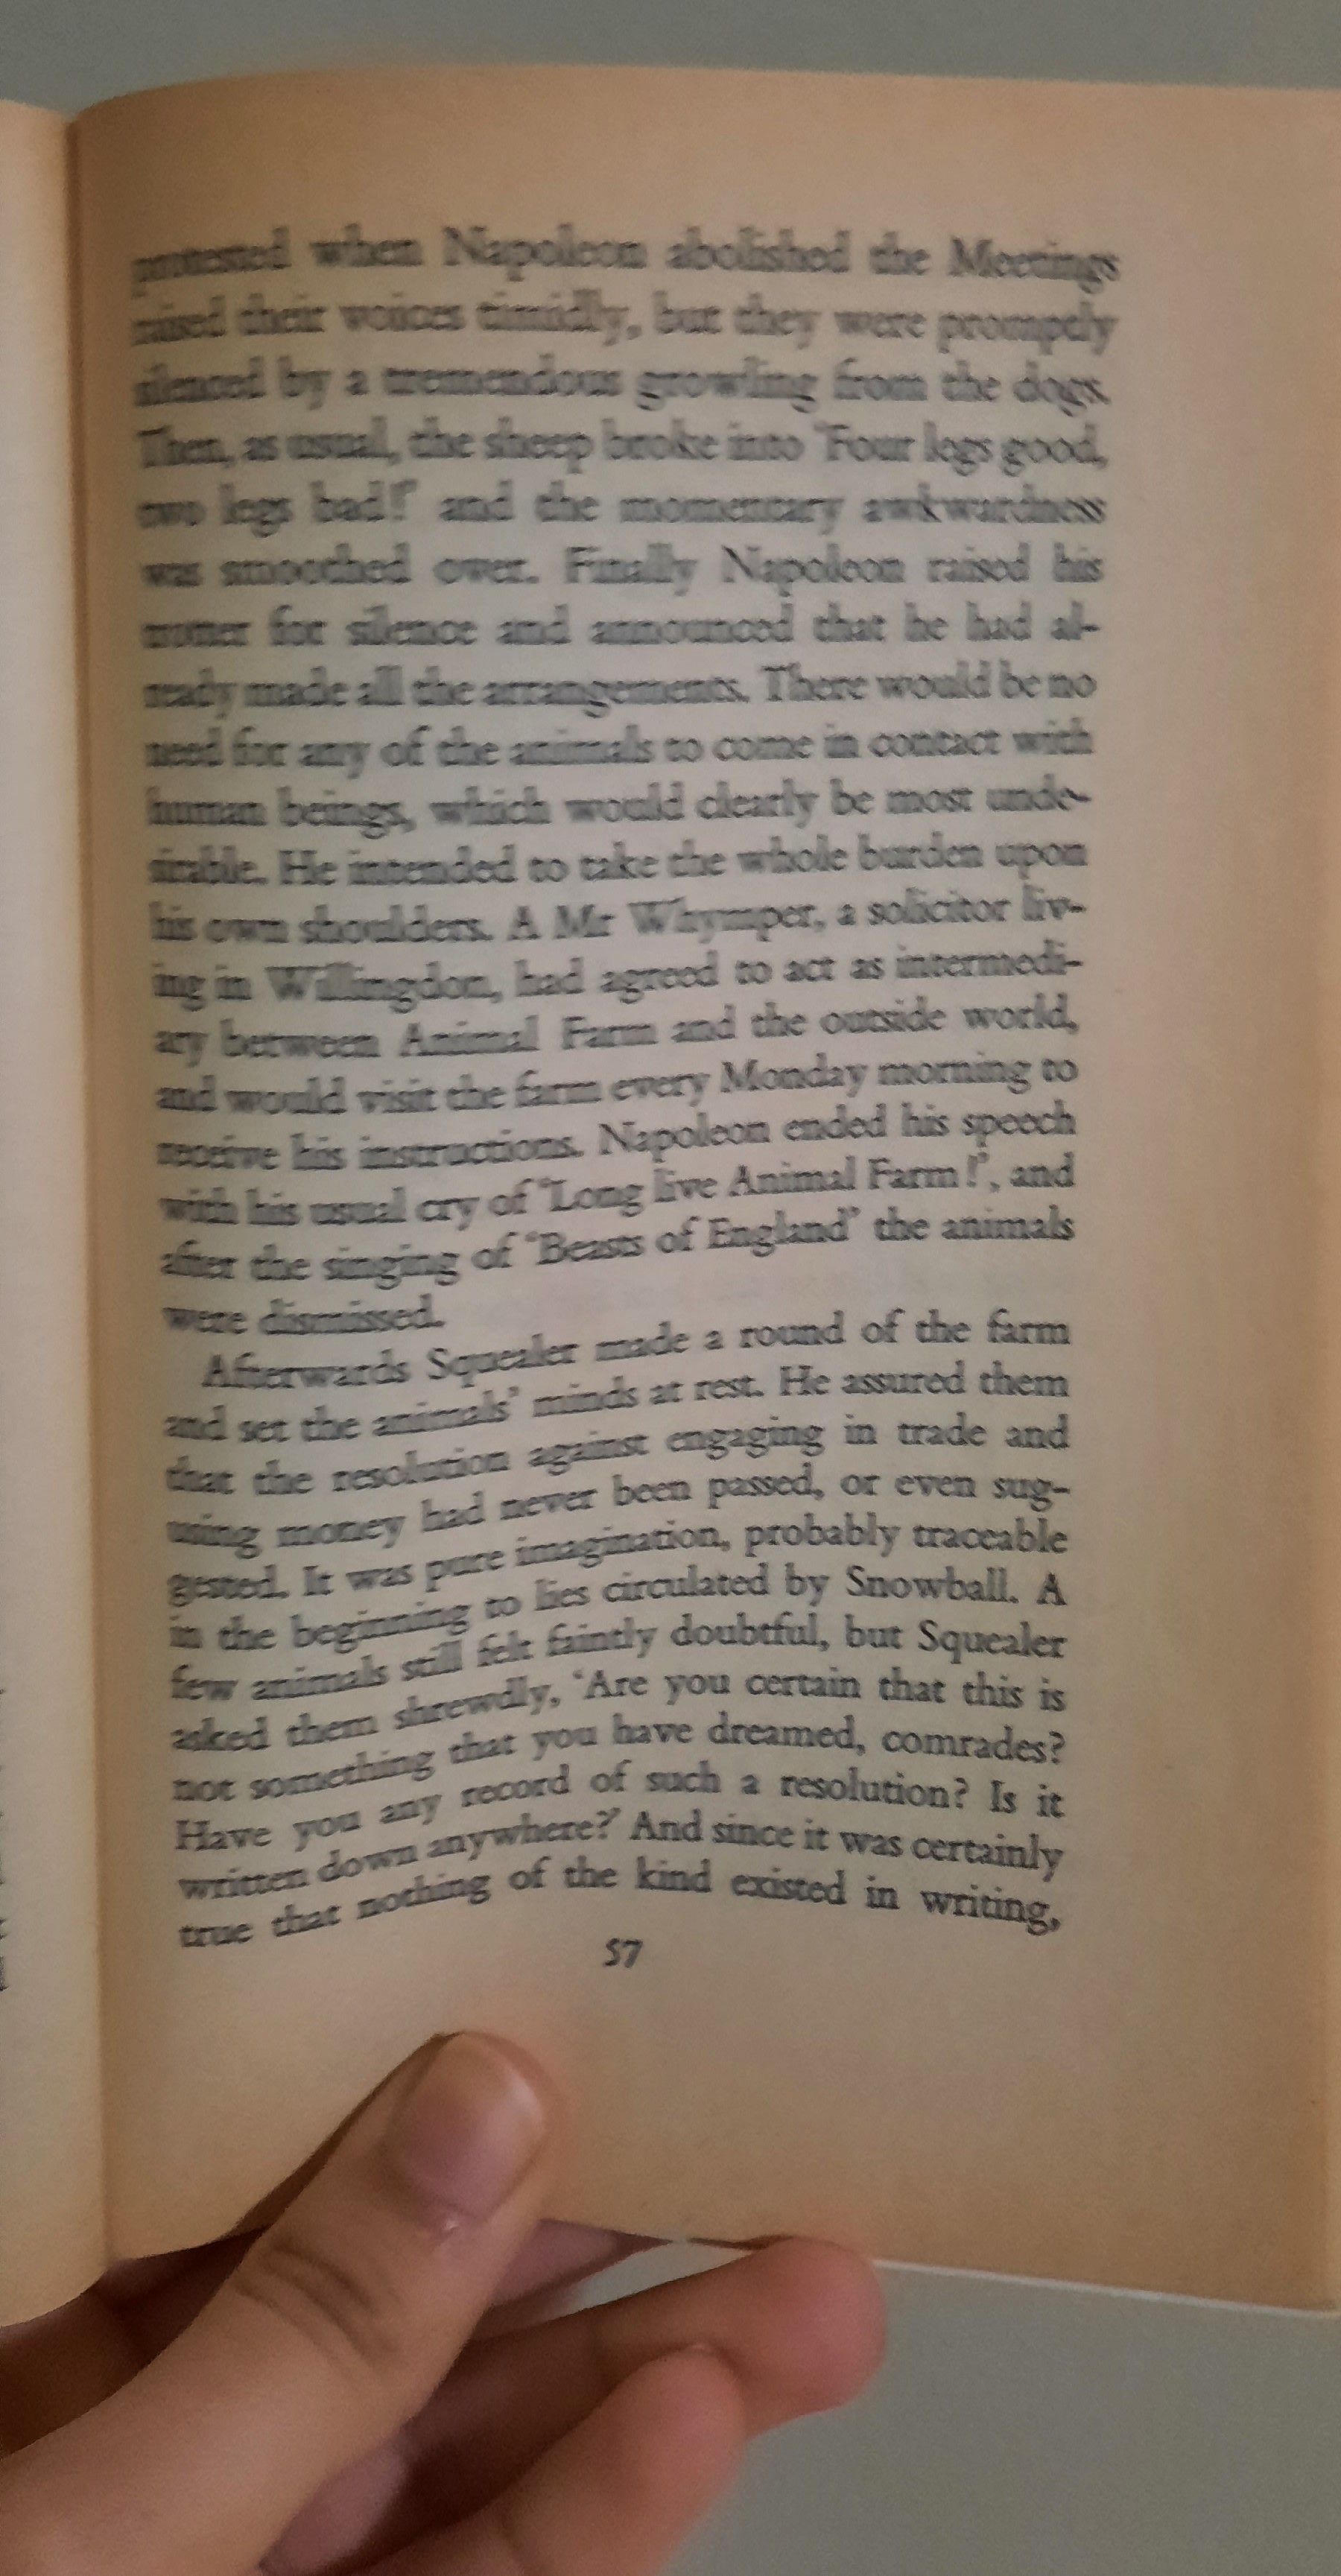 protested when Napoleon abolished the Meetings
raised their voices timidly, but they were promptly
silenced by a tremendous growling from the dogs.
Then, as usual, the sheep broke into 'Four legs good,
two legs bad!' and the momentary awkwardness
was smoothed over. Finally Napoleon raised his
trotter for silence and announced that he had al-
ready made all the arrangements. There would be no
need for any of the animals to come in contact with
human beings, which would clearly be most unde-
sirable. He intended to take the whole burden upon
his own shoulders. A Mr Whymper, a solicitor liv-
ing in Willingdon, had agreed to act as intermedi-
ary between Animal Farm and the outside world,
and would visit the farm every Monday morning to
receive his instructions. Napoleon ended his speech
with his usual cry of 'Long live Animal Farm!', and
after the singing of 'Beasts of England' the animals
were dismissed.
Afterwards Squealer made a round of the farm
and set the animals' minds at rest. He assured them
that the resolution against engaging in trade and
using money had never been passed, or even sug-
gested. It was pure imagination, probably traceable
in the beginning to lies circulated by Snowball. A
few animals still felt faintly doubtful, but Squealer
asked them shrewdly, 'Are you certain that this is
not something that you have dreamed, comrades?
Have you any record of such a resolution? Is it
written down anywhere?' And since it was certainly
true that nothing of the kind existed in writing,
57